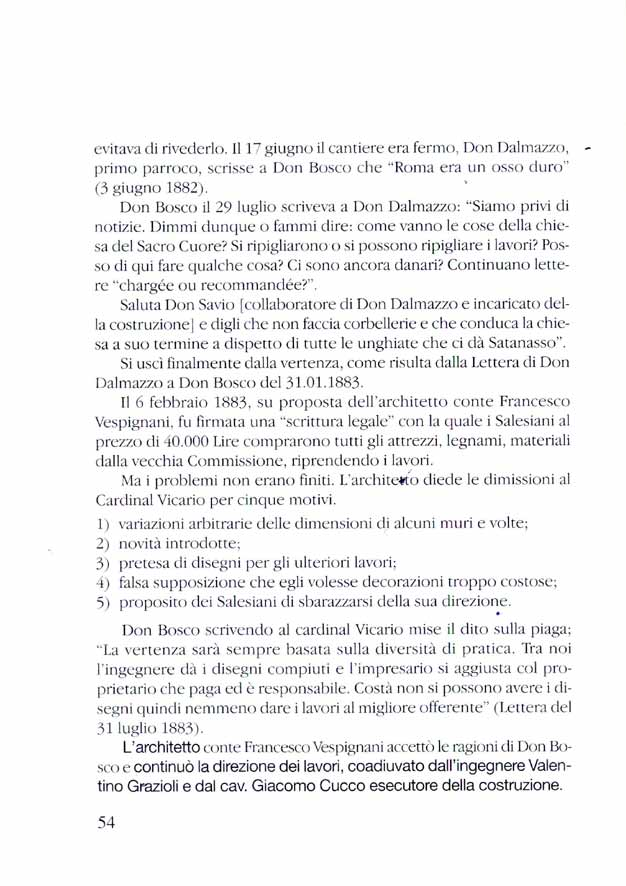 evitava di rivederlo. Il 17 giugno il cantiere era fermo, Don Dalmazzo,
primo parroco, scrisse a Don Bosco che “Roma era un osso duro”
(3 giugno 1882).
Don Bosco il 29 luglio scriveva a Don Dalmazzo: “Siamo privi di
notizie. Dimmi dunque o fammi dire: come vanno le cose della chie-
sa del Sacro Cuore? Si ripigliarono o si possono ripigliare i lavori? Pos-
so di qui fare qualche cosa? Ci sono ancora danari? Continuano lette-
re “chargée ou recommandée?”.
Saluta Don Savio [collaboratore di Don Dalmazzo e incaricato del-
la costruzione] e digli che non faccia corbellerie e che conduca la chie-
sa a suo termine a dispetto di tutte le unghiate che ci dà Satanasso”.
Si uscì finalmente dalla vertenza, come risulta dalla Lettera di Don
Dalmazzo a Don Bosco del 31.01.1883.
Il 6 febbraio 1883, su proposta dell'architetto conte Francesco
Vespignani, fu firmata una “scrittura legale” con la quale i Salesiani al
prezzo di 40.000 Lire comprarono tutti gli attrezzi, legnami, materiali
dalla vecchia Commissione, riprendendo i lavori.
Ma i problemi non erano finiti. L'architetto diede le dimissioni al
Cardinal Vicario per cinque motivi.
1) variazioni arbitrarie delle dimensioni di alcuni muri e volte;
2) novità introdotte;
3) pretesa di disegni per gli ulteriori lavori;
4) falsa supposizione che egli volesse decorazioni troppo costose;
5) proposito dei Salesiani di sbarazzarsi della sua direzione.
Don Bosco scrivendo al cardinal Vicario mise il dito sulla piaga;
“La vertenza sarà sempre basata sulla diversità di pratica. Tra noi
l'ingegnere dà i disegni compiuti e l'impresario si aggiusta col pro-
prietario che paga ed è responsabile. Costà non si possono avere i di-
segni quindi nemmeno dare i lavori al migliore offerente” (Lettera del
31 luglio 1883).
L'architetto conte Francesco Vespignani accettò le ragioni di Don Bo-
sco e continuò la direzione dei lavori, coadiuvato dall'ingegnere Valen-
tino Grazioli e dal cav. Giacomo Cucco esecutore della costruzione.
54